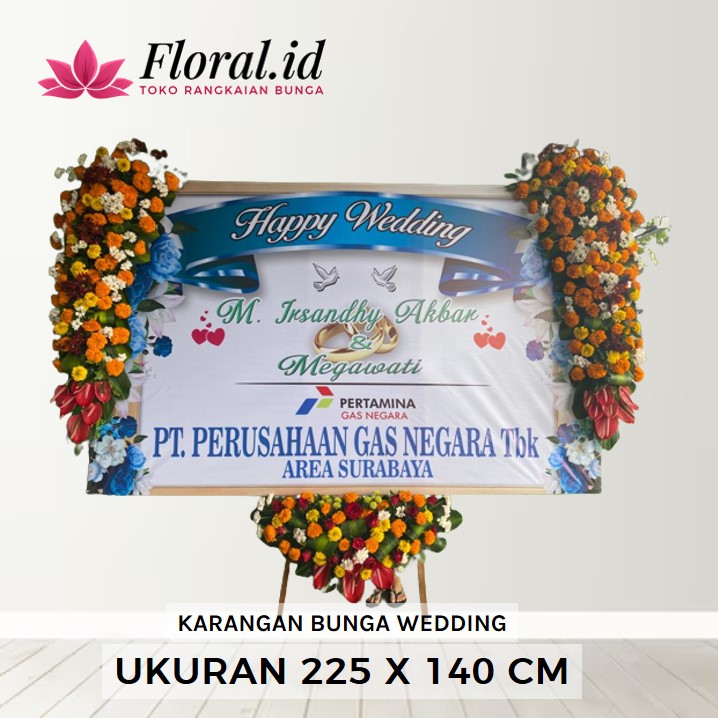 Floral.id
TOKO RANGKAIAN BUNGA
Happy Wedding
M. Irsandhy Akbar
&
Megawati
PERTAMINA
GAS NEGARA
PT. PERUSAHAAN GAS NEGARA Tbk
AREA SURABAYA
KARANGAN BUNGA WEDDING
UKURAN 225 X 140 CM